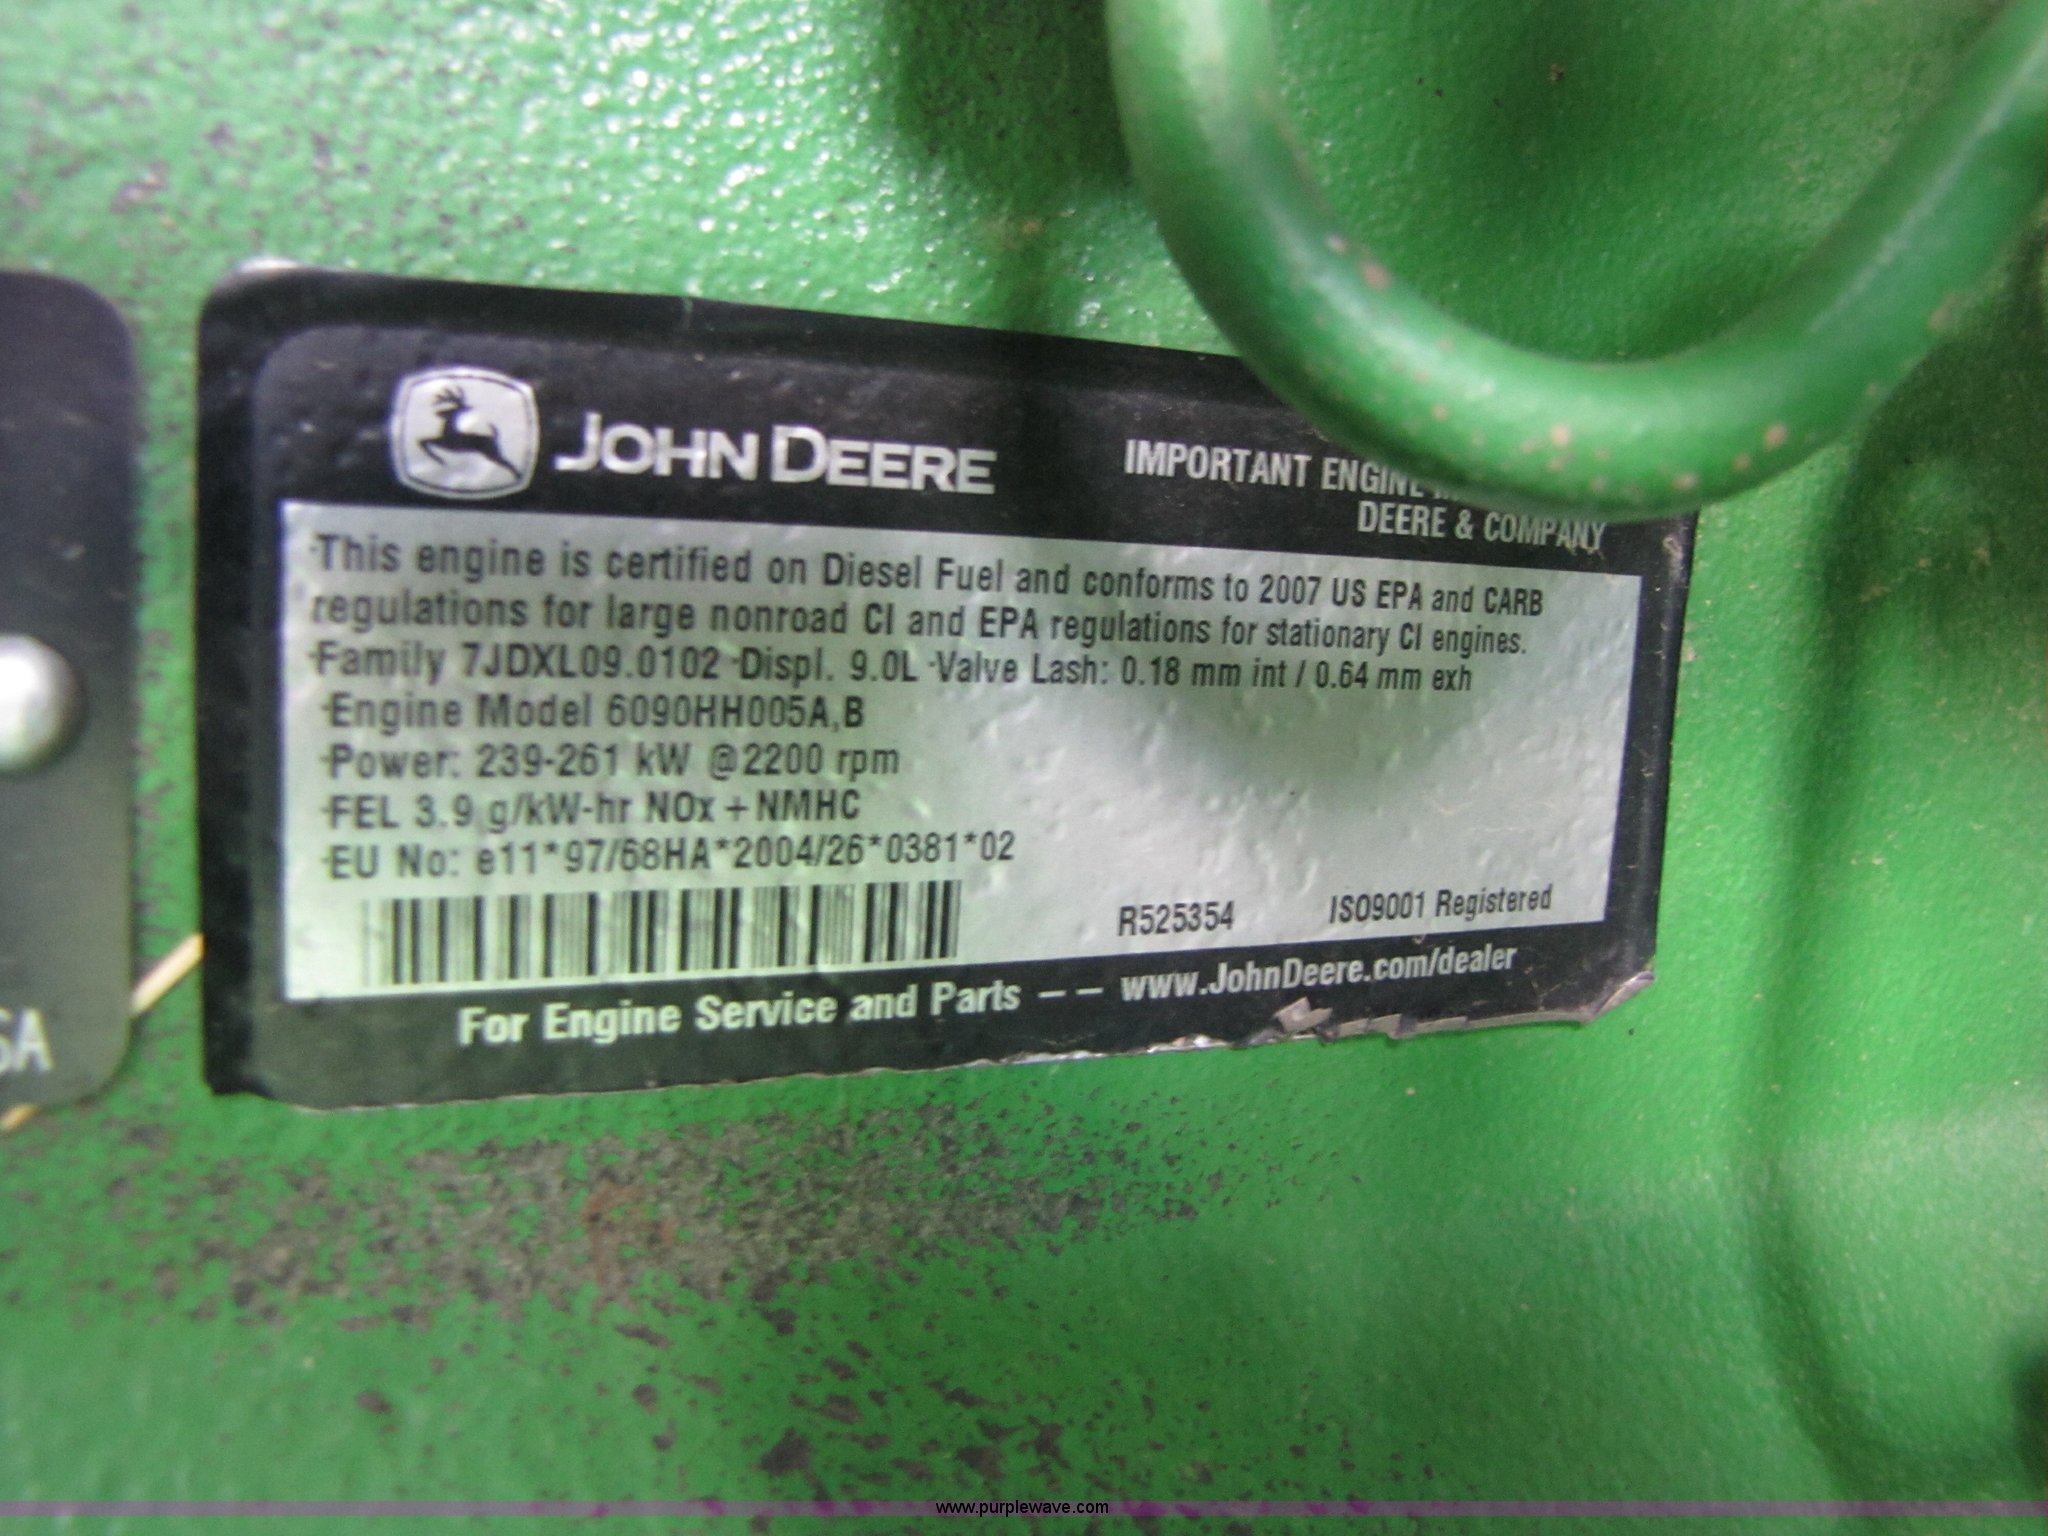 JOHN DEERE
IMPORTANT ENGINE
DEERE & COMPANY
·This engine is certified on Diesel Fuel and conforms to 2007 US EPA and CARB
regulations for large nonroad CI and EPA regulations for stationary CI engines.
·Family 7JDXL09.0102 ·Displ. 9.0L ·Valve Lash: 0.18 mm int / 0.64 mm exh
·Engine Model 6090HH005A,B
·Power: 239-261 kW @2200 rpm
·FEL 3.9 g/kW-hr NOx + NMHC
·EU No: e11*97/68HA*2004/26*0381*02
R525354 ISO9001 Registered
For Engine Service and Parts -- www.JohnDeere.com/dealer
www.purplewave.com